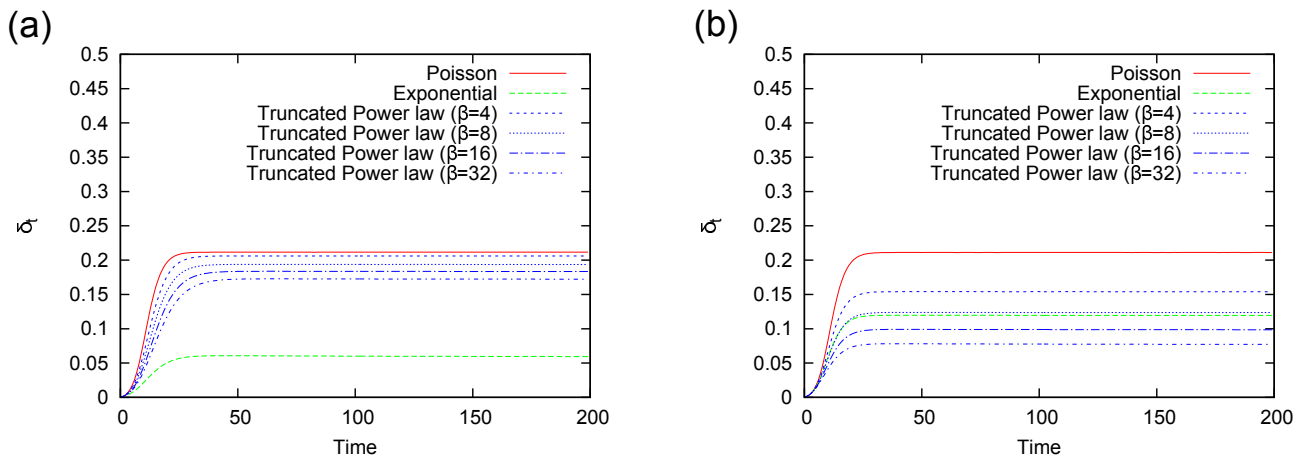 (a)
0.5
0.45
0.4
0.35
0.3
0.25
0.2
0.15
0.1
0.05
0
0
50
100
150
200
δ̄t
Time
Poisson
Exponential
Truncated Power law (β=4)
Truncated Power law (β=8)
Truncated Power law (β=16)
Truncated Power law (β=32)
(b)
0.5
0.45
0.4
0.35
0.3
0.25
0.2
0.15
0.1
0.05
0
0
50
100
150
200
δ̄t
Time
Poisson
Exponential
Truncated Power law (β=4)
Truncated Power law (β=8)
Truncated Power law (β=16)
Truncated Power law (β=32)